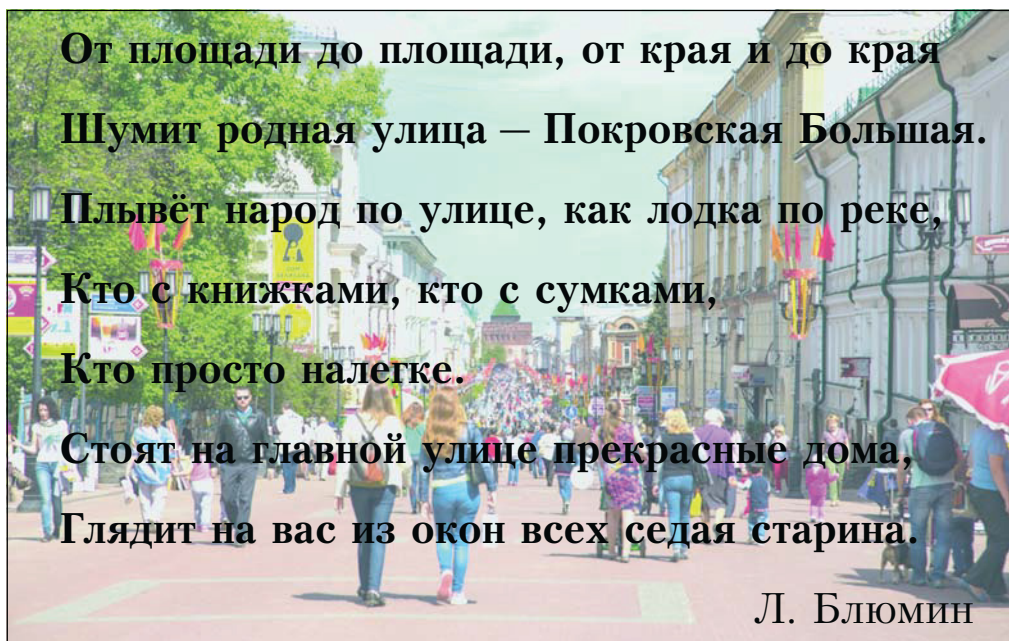 От площади до площади, от края и до края
Шумит родная улица — Покровская Большая.
Плывёт народ по улице, как лодка по реке,
Кто с книжками, кто с сумками,
Кто просто налегке.
Стоят на главной улице прекрасные дома,
Глядит на вас из окон всех седая старина.
Л. Блюмин